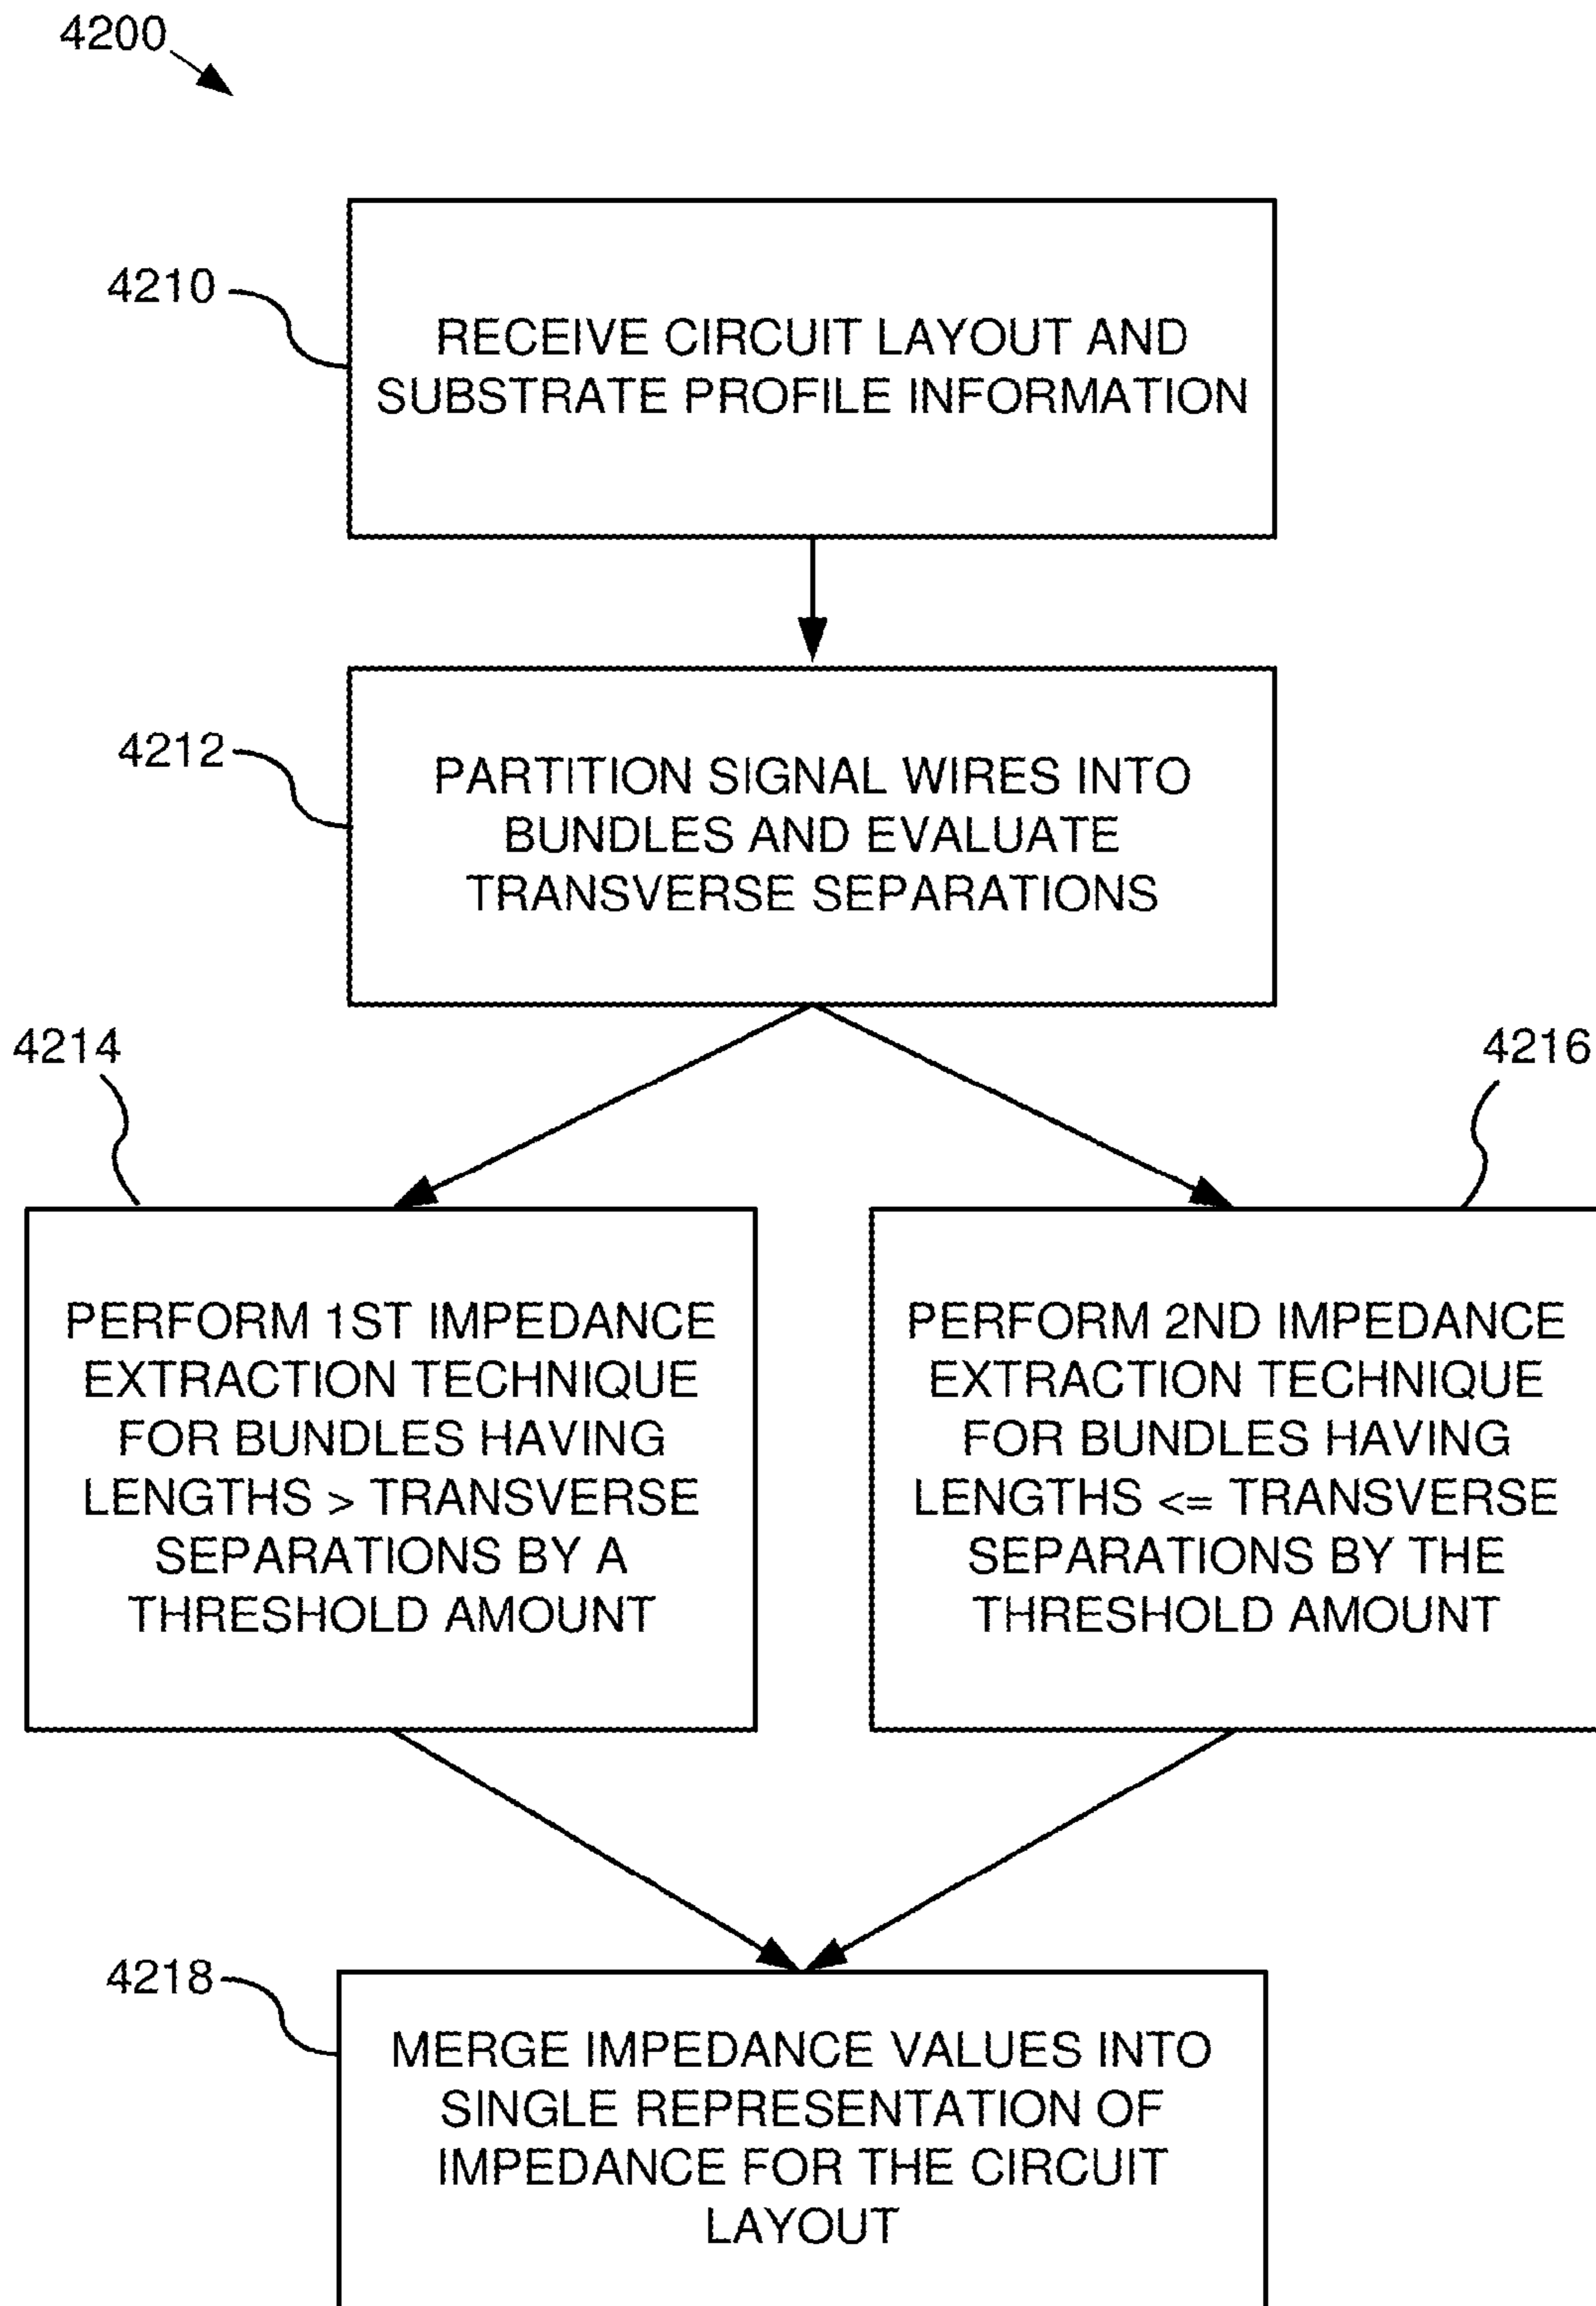 4200
4210
RECEIVE CIRCUIT LAYOUT AND
SUBSTRATE PROFILE INFORMATION
4212
PARTITION SIGNAL WIRES INTO
BUNDLES AND EVALUATE
TRANSVERSE SEPARATIONS
4214
4216
PERFORM 1ST IMPEDANCE
EXTRACTION TECHNIQUE
FOR BUNDLES HAVING
LENGTHS > TRANSVERSE
SEPARATIONS BY A
THRESHOLD AMOUNT
PERFORM 2ND IMPEDANCE
EXTRACTION TECHNIQUE
FOR BUNDLES HAVING
LENGTHS <= TRANSVERSE
SEPARATIONS BY THE
THRESHOLD AMOUNT
4218
MERGE IMPEDANCE VALUES INTO
SINGLE REPRESENTATION OF
IMPEDANCE FOR THE CIRCUIT
LAYOUT